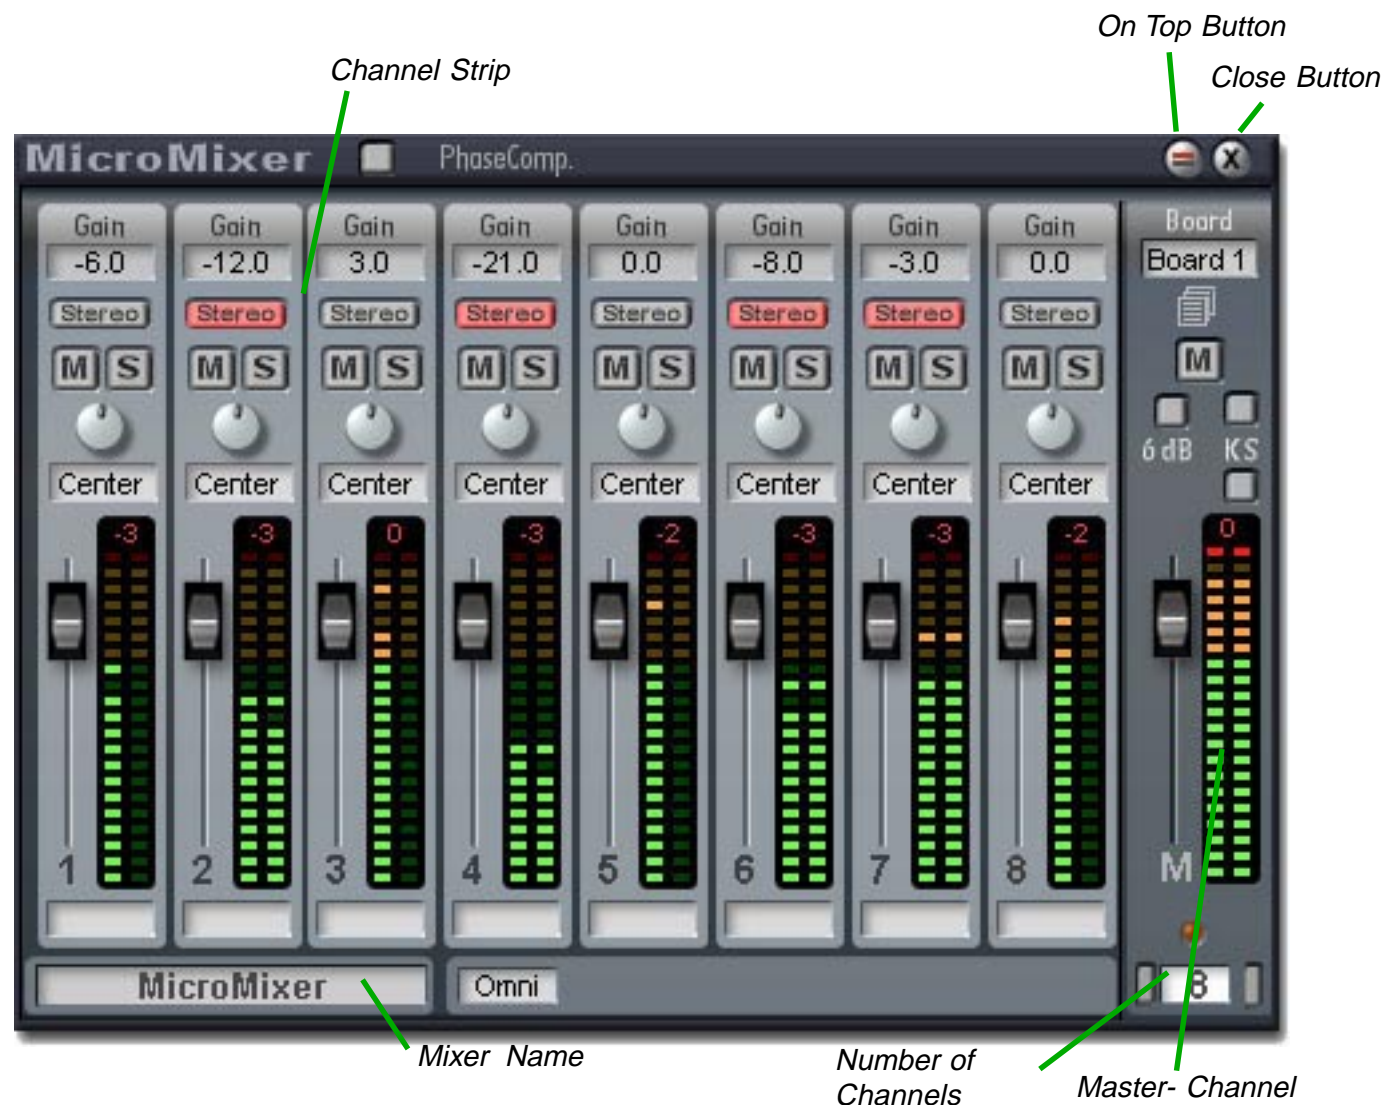 On Top Button
Channel Strip
Close Button
MicroMixer PhaseComp.
Gain Gain Gain Gain Gain Gain Gain Gain Board
-6.0 -12.0 3.0 -21.0 0.0 -8.0 -3.0 0.0 Board 1
Stereo Stereo Stereo Stereo Stereo Stereo Stereo Stereo
M S M S M S M S M S M S M S M S M
6 dB KS
Center Center Center Center Center Center Center Center
-3 -3 0 -3 -2 -3 -3 -2 0
1 2 3 4 5 6 7 8 M
MicroMixer Omni 8
Mixer Name
Number of
Channels
Master- Channel